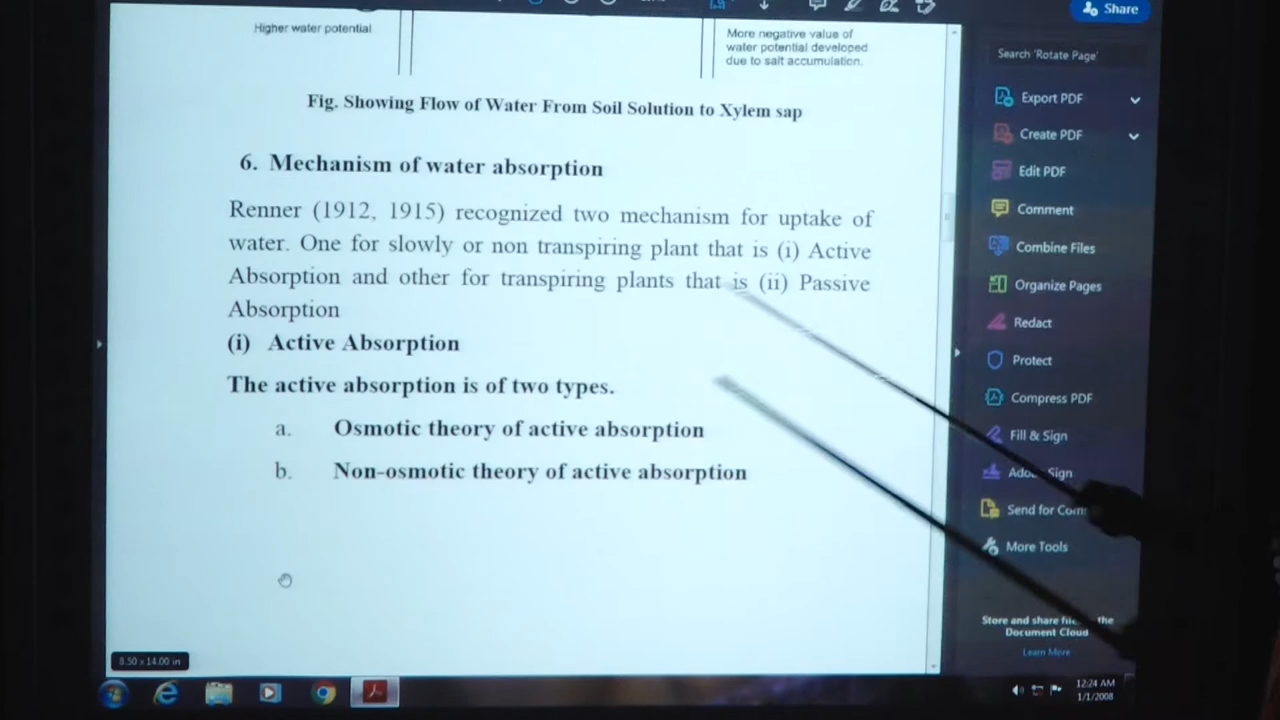 Share
Higher water potential
More negative value of
water potential developed
due to salt accumulation.
Search 'Rotate Page'
Export PDF
Fig. Showing Flow of Water From Soil Solution to Xylem sap
Create PDF
6. Mechanism of water absorption
Edit PDF
Renner (1912, 1915) recognized two mechanism for uptake of
Comment
water. One for slowly or non transpiring plant that is (i) Active
Combine Files
Absorption and other for transpiring plants that is (ii) Passive
Organize Pages
Absorption
Redact
(i) Active Absorption
Protect
The active absorption is of two types.
Compress PDF
a. Osmotic theory of active absorption
Fill & Sign
b. Non-osmotic theory of active absorption
Sign
Send for
More Tools
Store and share the
Document Cloud
Learn More
8.50 x 14.00 in
12:24 AM
1/1/2008